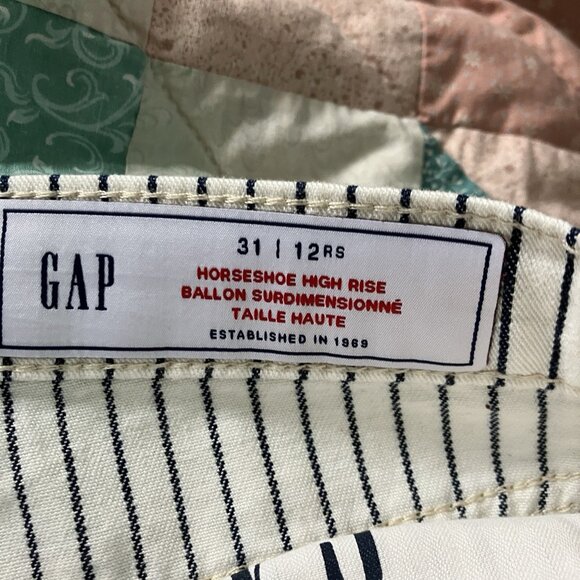 GAP
31 | 12RS
HORSESHOE HIGH RISE
BALLON SURDIMENSIONNÉ
TAILLE HAUTE
ESTABLISHED IN 1969